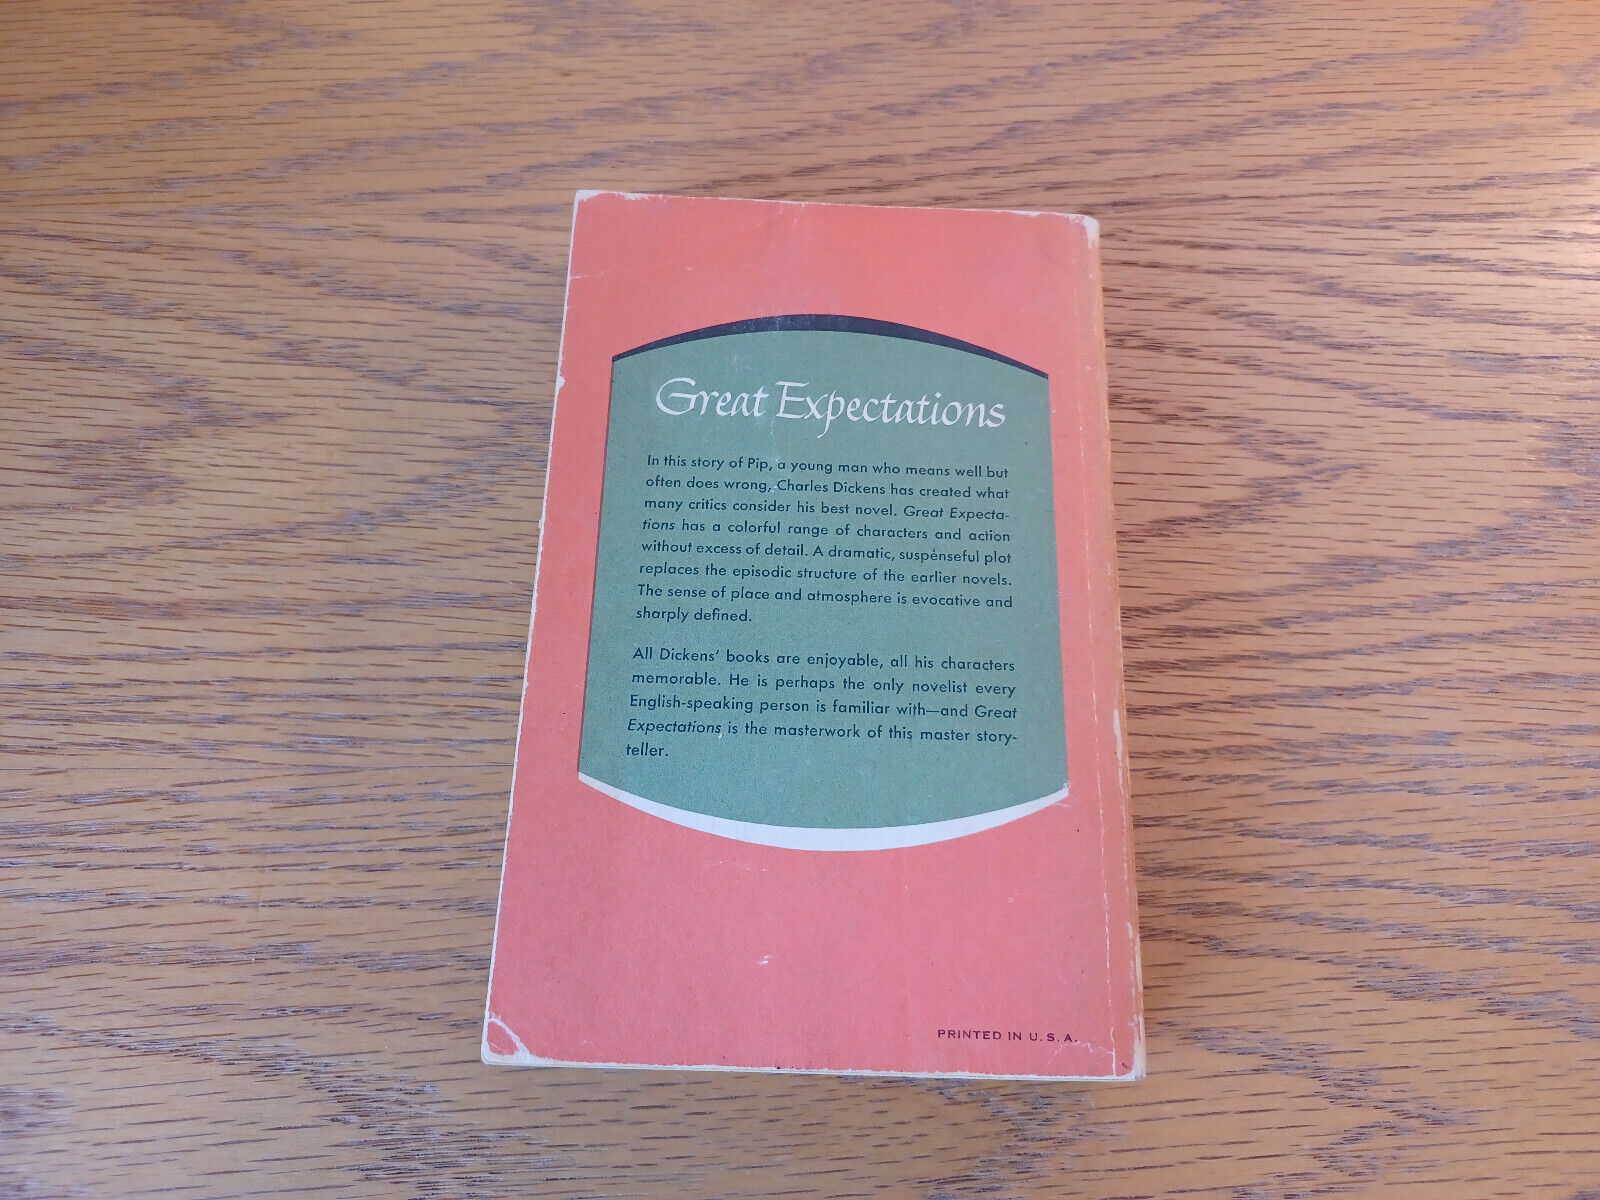 Great Expectations
In this story of Pip, a young man who means well but
often does wrong, Charles Dickens has created what
many critics consider his best novel. Great Expecta-
tions has a colorful range of characters and action
without excess of detail. A dramatic, suspenseful plot
replaces the episodic structure of the earlier novels.
The sense of place and atmosphere is evocative and
sharply defined.
All Dickens' books are enjoyable, all his characters
memorable. He is perhaps the only novelist every
English-speaking person is familiar with—and Great
Expectations is the masterwork of this master story-
teller.
PRINTED IN U. S. A.